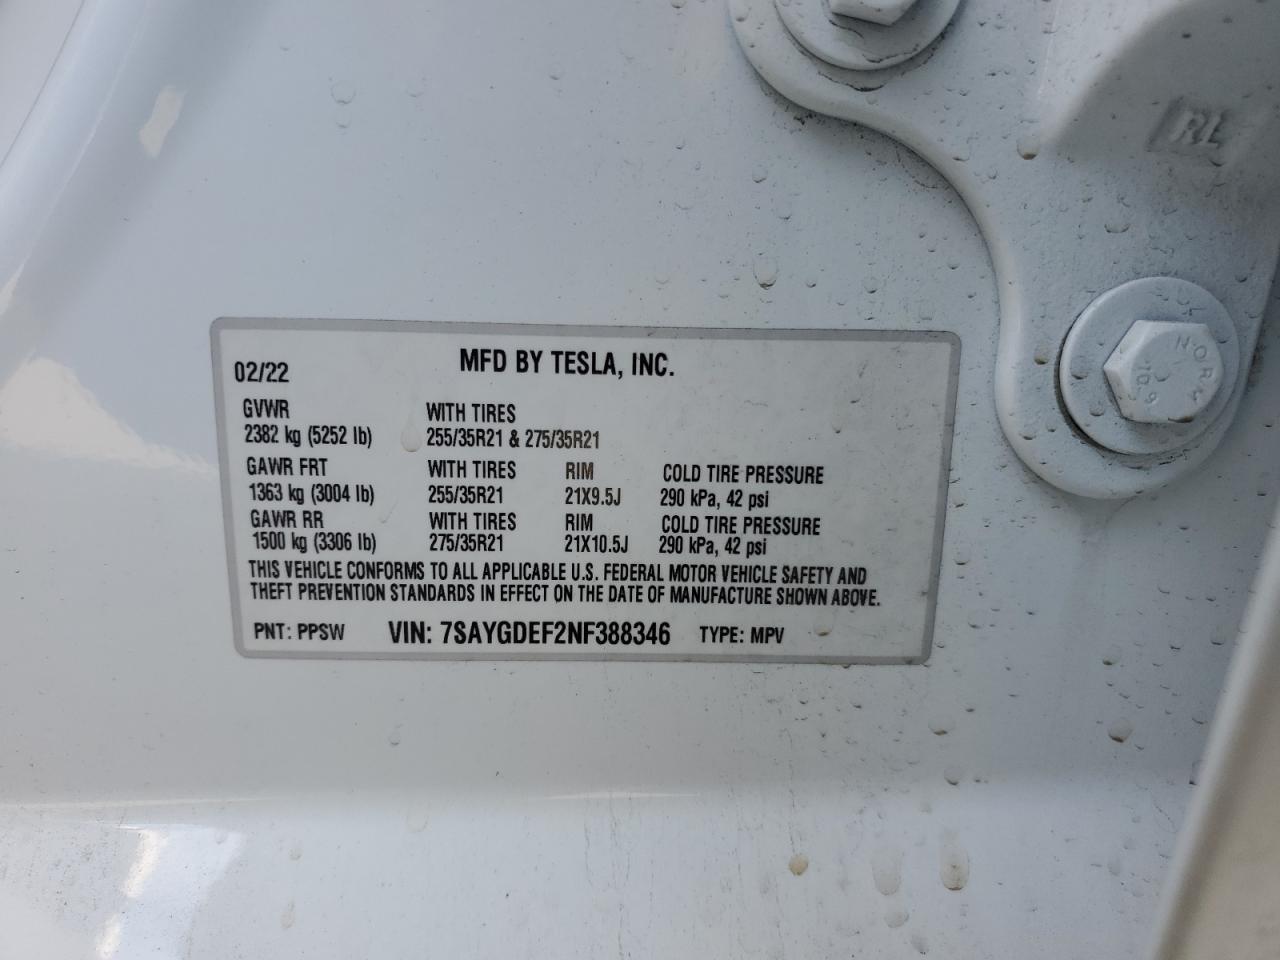 RL
NORM
10.9
02/22 MFD BY TESLA, INC.
GVWR WITH TIRES
2382 kg (5252 lb) 255/35R21 & 275/35R21
GAWR FRT WITH TIRES RIM COLD TIRE PRESSURE
1363 kg (3004 lb) 255/35R21 21X9.5J 290 kPa, 42 psi
GAWR RR WITH TIRES RIM COLD TIRE PRESSURE
1500 kg (3306 lb) 275/35R21 21X10.5J 290 kPa, 42 psi
THIS VEHICLE CONFORMS TO ALL APPLICABLE U.S. FEDERAL MOTOR VEHICLE SAFETY AND
THEFT PREVENTION STANDARDS IN EFFECT ON THE DATE OF MANUFACTURE SHOWN ABOVE.
PNT: PPSW VIN: 7SAYGDEF2NF388346 TYPE: MPV